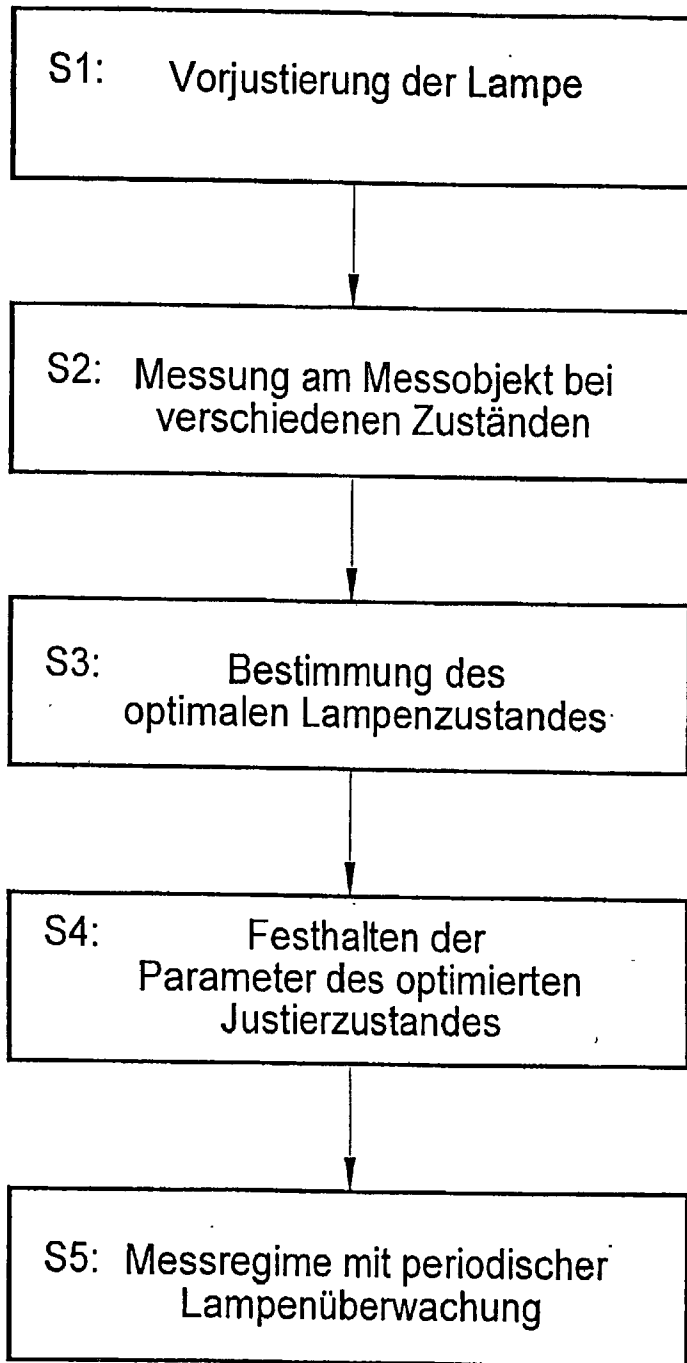 S1: Vorjustierung der Lampe
S2: Messung am Messobjekt bei
verschiedenen Zuständen
S3: Bestimmung des
optimalen Lampenzustandes
S4: Festhalten der
Parameter des optimierten
Justierzustandes
S5: Messregime mit periodischer
Lampenüberwachung